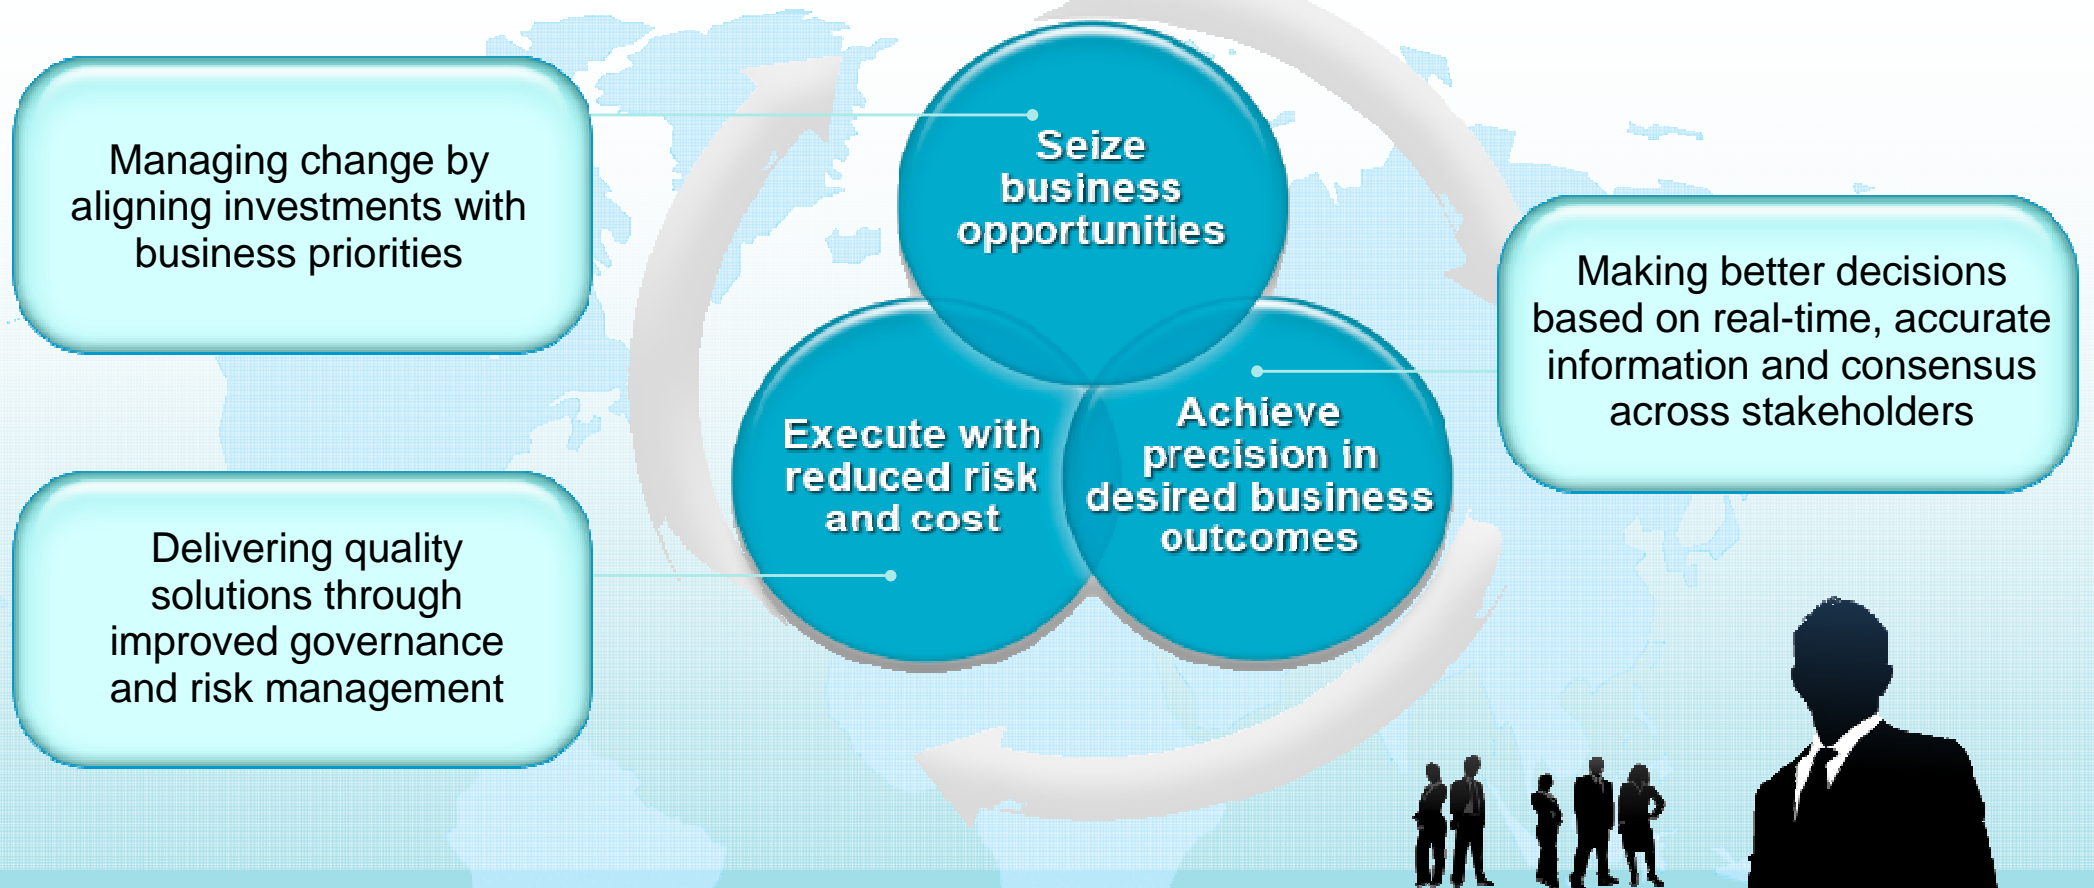 Managing change by
aligning investments with
business priorities
Seize
business
opportunities
Making better decisions
based on real-time, accurate
information and consensus
across stakeholders
Execute with
reduced risk
and cost
Achieve
precision in
desired business
outcomes
Delivering quality
solutions through
improved governance
and risk management